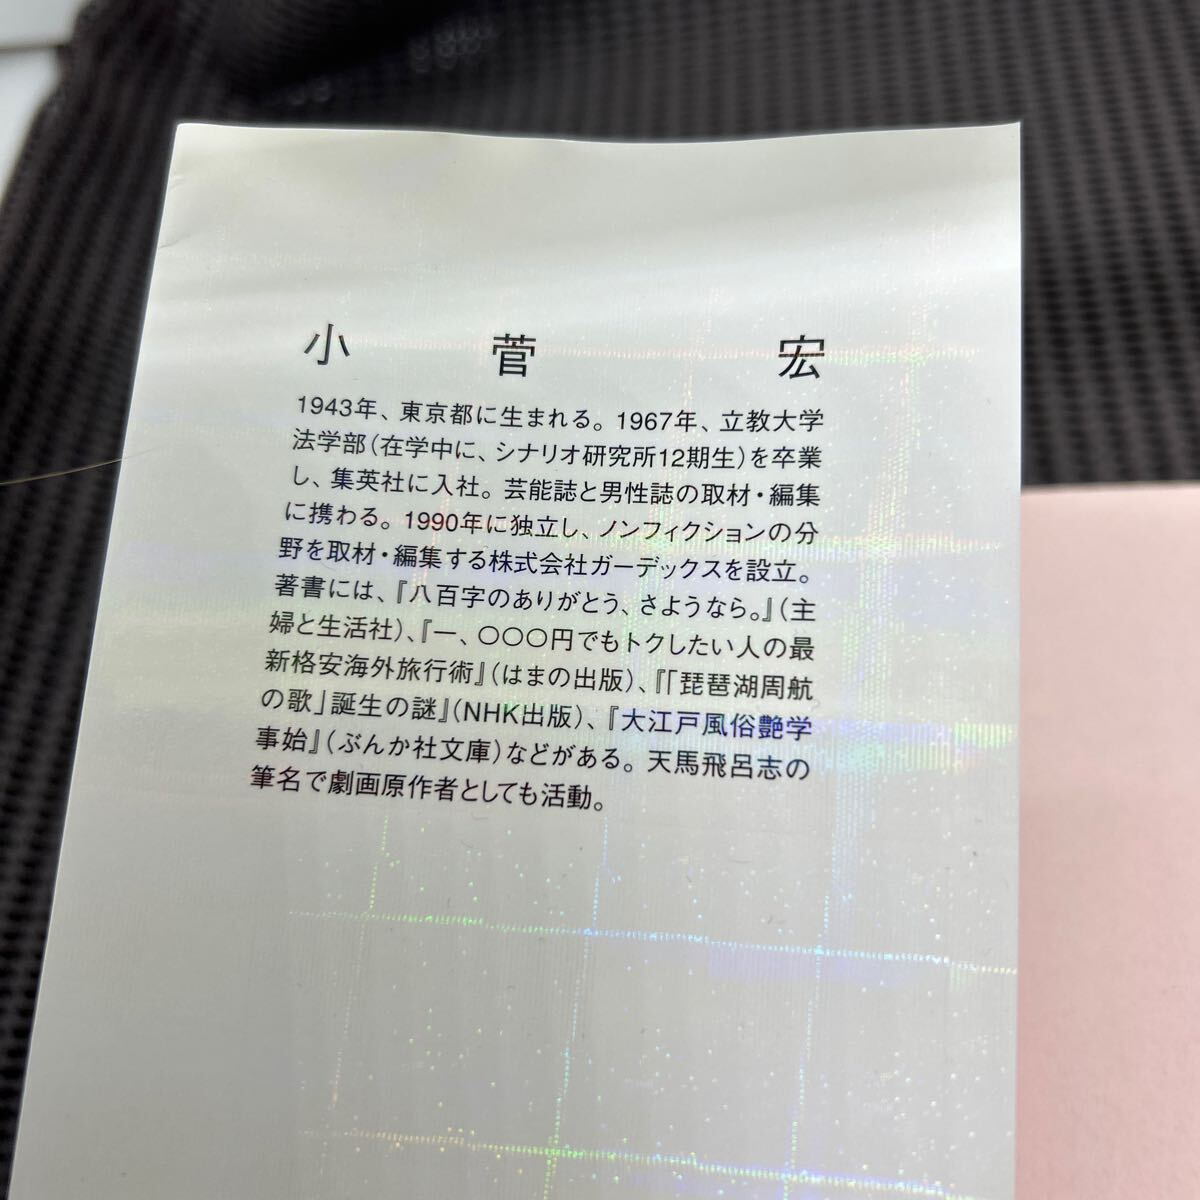 小菅宏
1943年、東京都に生まれる。1967年、立教大学
法学部（在学中に、シナリオ研究所12期生）を卒業
し、集英社に入社。芸能誌と男性誌の取材・編集
に携わる。1990年に独立し、ノンフィクションの分
野を取材・編集する株式会社ガーデックスを設立。
著書には、『八百字のありがとう、さようなら。』（主
婦と生活社）、『一、〇〇〇円でもトクしたい人の最
新格安海外旅行術』（はまの出版）、『「琵琶湖周航
の歌」誕生の謎』（NHK出版）、『大江戸風俗艶学
事始』（ぶんか社文庫）などがある。天馬飛呂志の
筆名で劇画原作者としても活動。